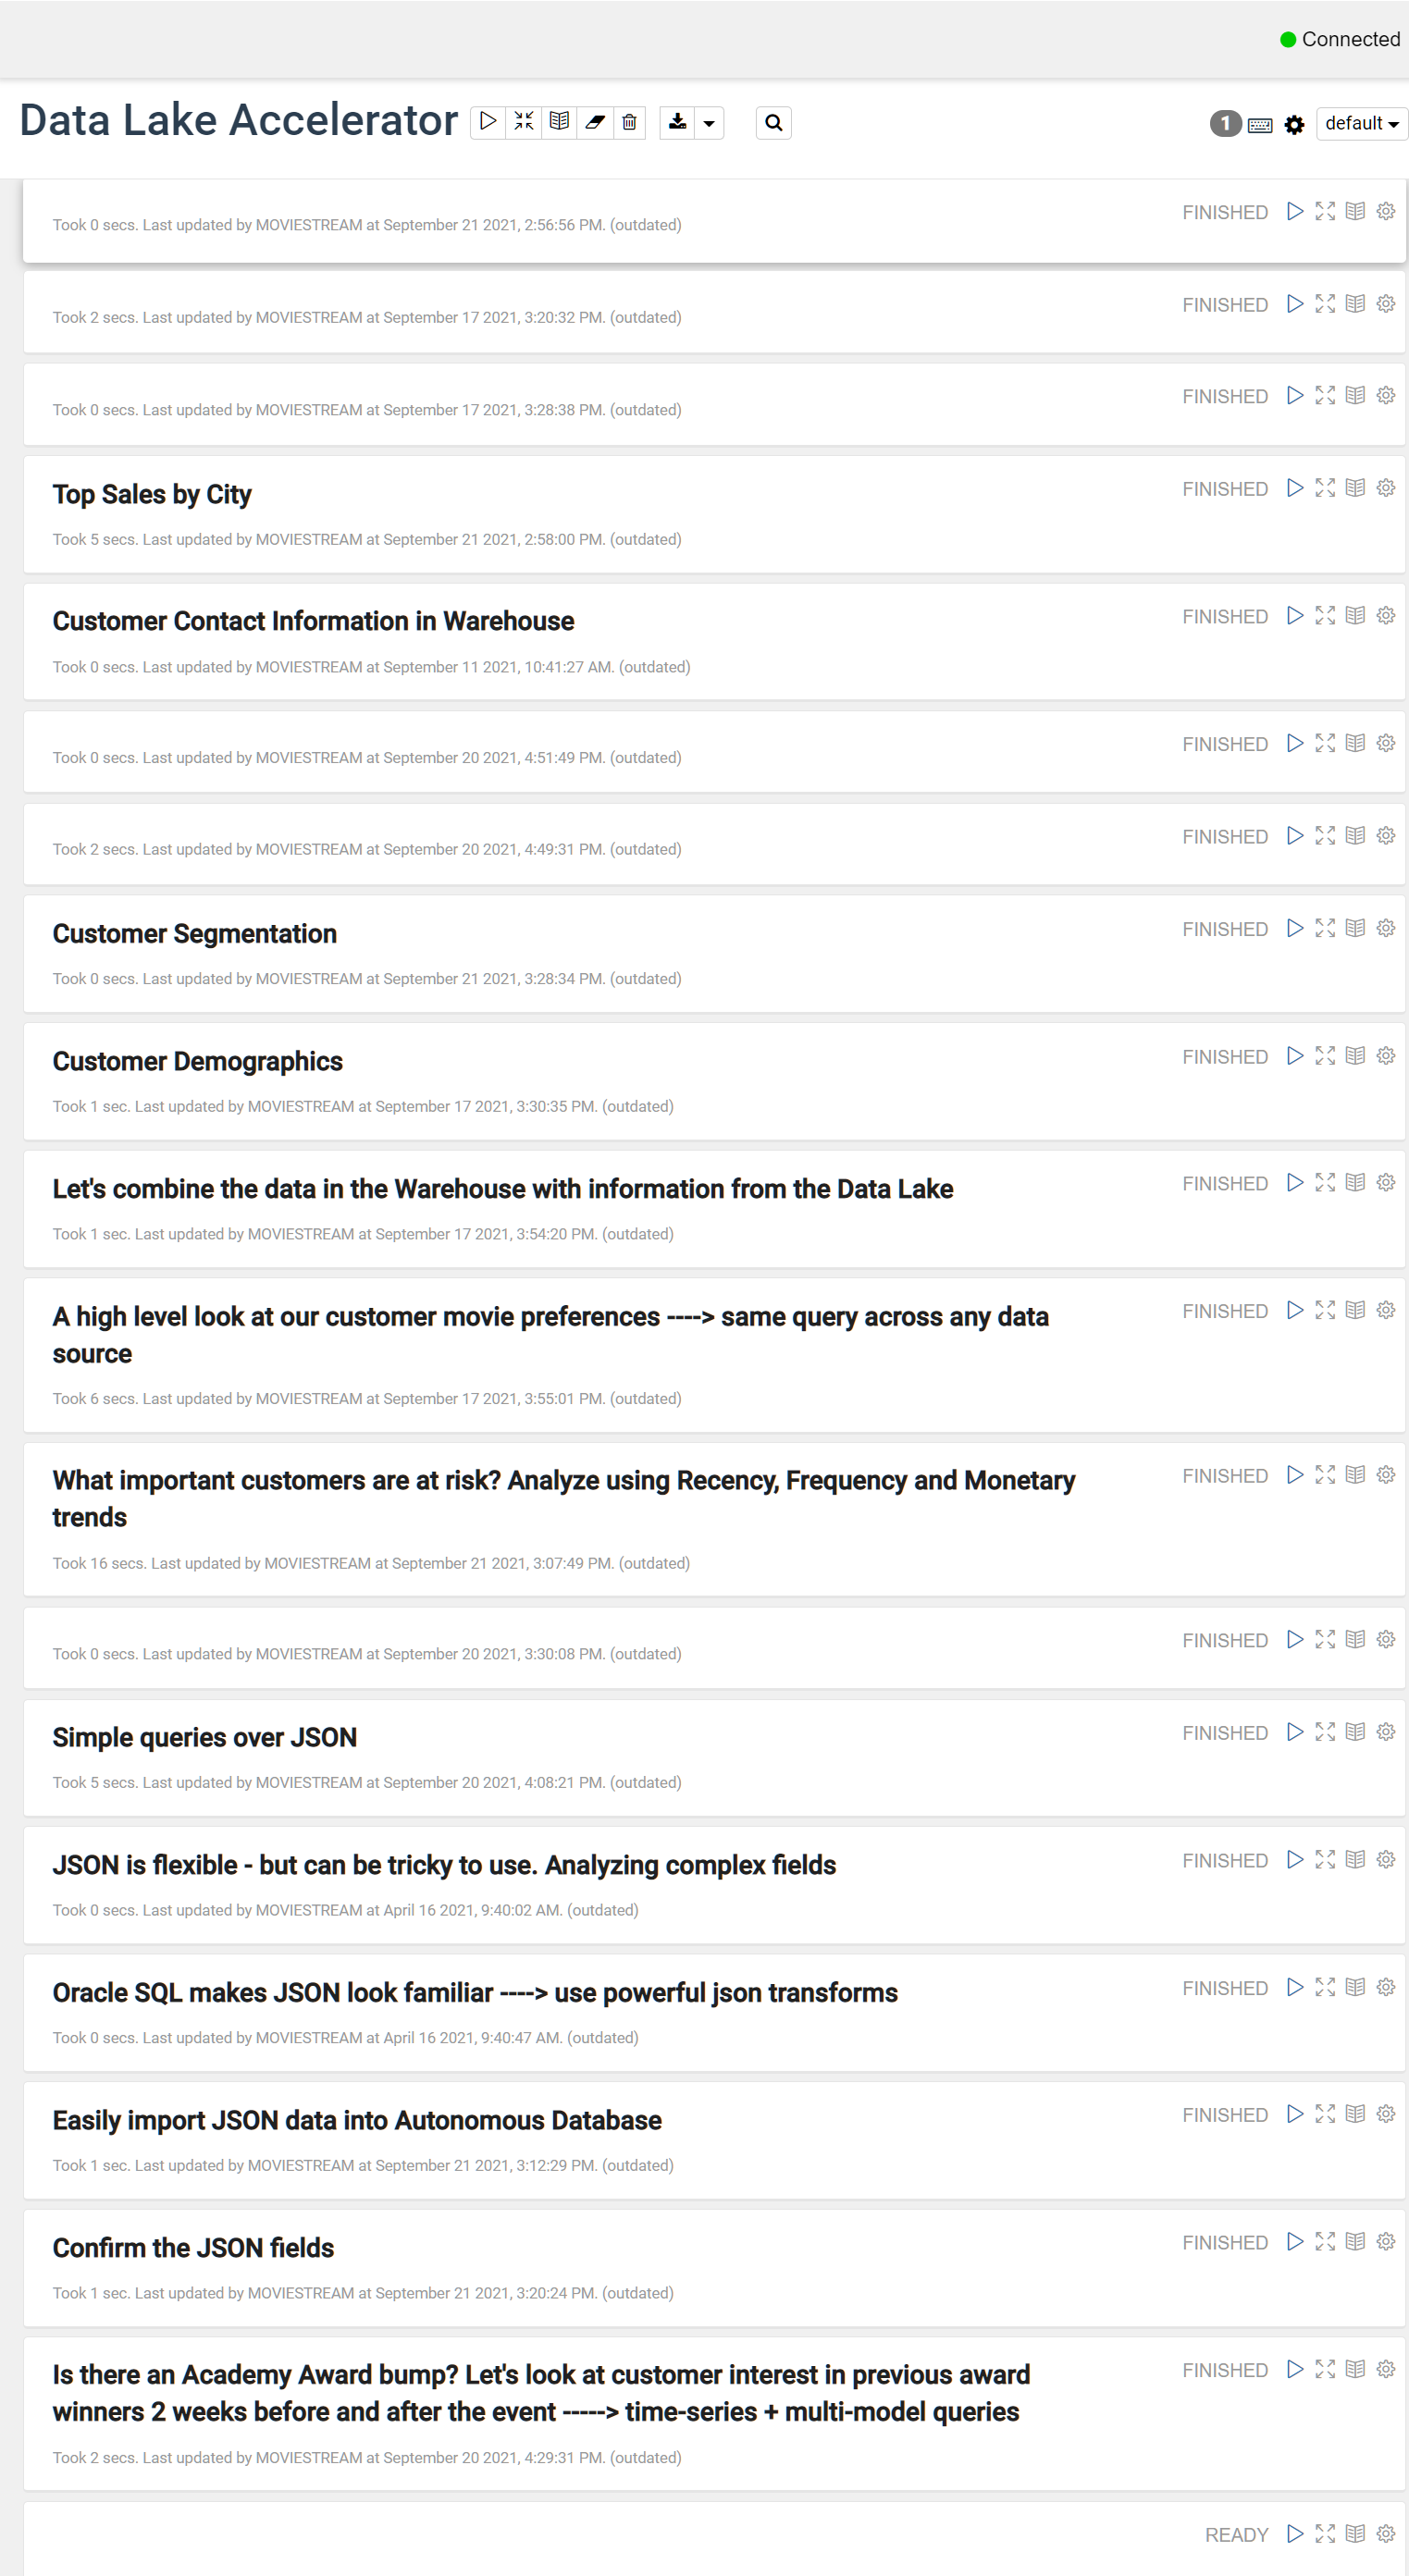 Connected
Data Lake Accelerator
1
default
FINISHED
Took 0 secs. Last updated by MOVIESTREAM at September 21 2021, 2:56:56 PM. (outdated)
FINISHED
Took 2 secs. Last updated by MOVIESTREAM at September 17 2021, 3:20:32 PM. (outdated)
FINISHED
Took 0 secs. Last updated by MOVIESTREAM at September 17 2021, 3:28:38 PM. (outdated)
Top Sales by City
FINISHED
Took 5 secs. Last updated by MOVIESTREAM at September 21 2021, 2:58:00 PM. (outdated)
Customer Contact Information in Warehouse
FINISHED
Took 0 secs. Last updated by MOVIESTREAM at September 11 2021, 10:41:27 AM. (outdated)
FINISHED
Took 0 secs. Last updated by MOVIESTREAM at September 20 2021, 4:51:49 PM. (outdated)
FINISHED
Took 2 secs. Last updated by MOVIESTREAM at September 20 2021, 4:49:31 PM. (outdated)
Customer Segmentation
FINISHED
Took 0 secs. Last updated by MOVIESTREAM at September 21 2021, 3:28:34 PM. (outdated)
Customer Demographics
FINISHED
Took 1 sec. Last updated by MOVIESTREAM at September 17 2021, 3:30:35 PM. (outdated)
Let's combine the data in the Warehouse with information from the Data Lake
FINISHED
Took 1 sec. Last updated by MOVIESTREAM at September 17 2021, 3:54:20 PM. (outdated)
A high level look at our customer movie preferences ----> same query across any data
source
FINISHED
Took 6 secs. Last updated by MOVIESTREAM at September 17 2021, 3:55:01 PM. (outdated)
What important customers are at risk? Analyze using Recency, Frequency and Monetary
trends
FINISHED
Took 16 secs. Last updated by MOVIESTREAM at September 21 2021, 3:07:49 PM. (outdated)
FINISHED
Took 0 secs. Last updated by MOVIESTREAM at September 20 2021, 3:30:08 PM. (outdated)
Simple queries over JSON
FINISHED
Took 5 secs. Last updated by MOVIESTREAM at September 20 2021, 4:08:21 PM. (outdated)
JSON is flexible - but can be tricky to use. Analyzing complex fields
FINISHED
Took 0 secs. Last updated by MOVIESTREAM at April 16 2021, 9:40:02 AM. (outdated)
Oracle SQL makes JSON look familiar ----> use powerful json transforms
FINISHED
Took 0 secs. Last updated by MOVIESTREAM at April 16 2021, 9:40:47 AM. (outdated)
Easily import JSON data into Autonomous Database
FINISHED
Took 1 sec. Last updated by MOVIESTREAM at September 21 2021, 3:12:29 PM. (outdated)
Confirm the JSON fields
FINISHED
Took 1 sec. Last updated by MOVIESTREAM at September 21 2021, 3:20:24 PM. (outdated)
Is there an Academy Award bump? Let's look at customer interest in previous award
winners 2 weeks before and after the event -----> time-series + multi-model queries
FINISHED
Took 2 secs. Last updated by MOVIESTREAM at September 20 2021, 4:29:31 PM. (outdated)
READY